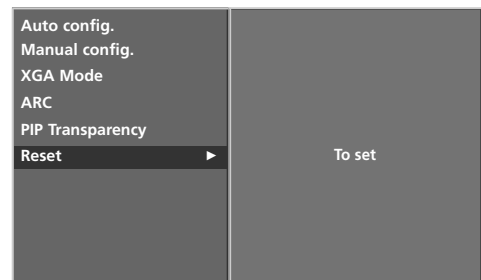 Auto config.
Manual config.
XGA Mode
ARC
PIP Transparency
Reset ► To set